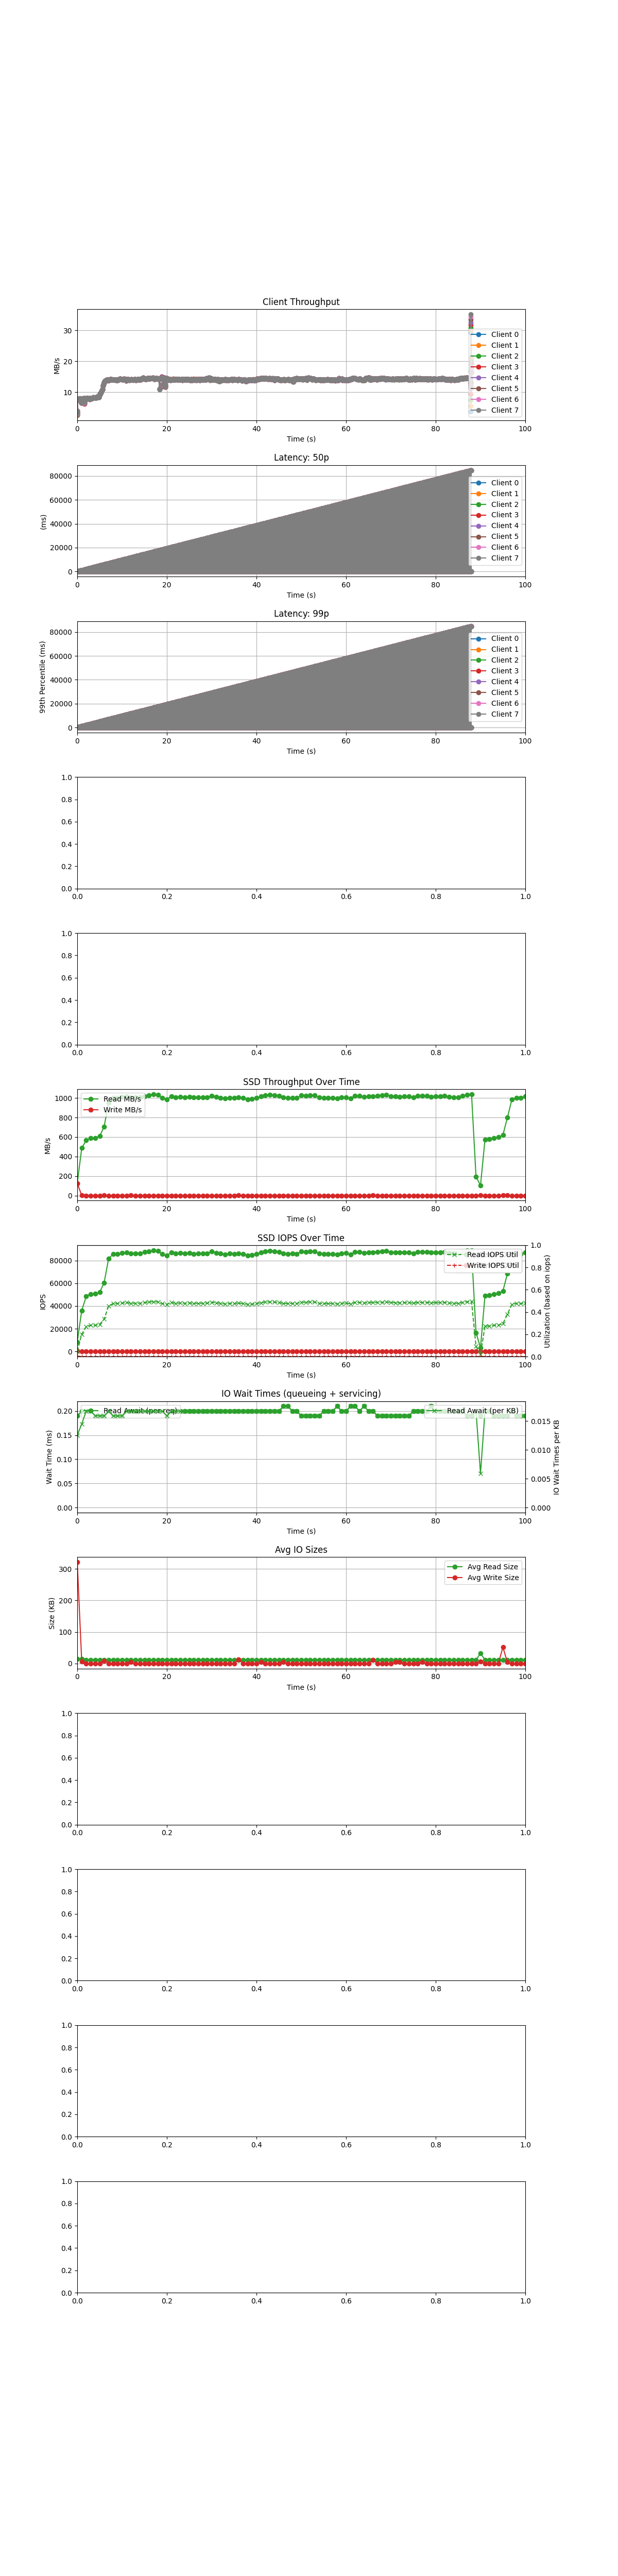 Client Throughput
MB/s
30
20
10
0 20 40 60 80 100
Time (s)
Client 0
Client 1
Client 2
Client 3
Client 4
Client 5
Client 6
Client 7
Latency: 50p
(ms)
80000
60000
40000
20000
0
0 20 40 60 80 100
Time (s)
Client 0
Client 1
Client 2
Client 3
Client 4
Client 5
Client 6
Client 7
Latency: 99p
99th Percentile (ms)
80000
60000
40000
20000
0
0 20 40 60 80 100
Time (s)
Client 0
Client 1
Client 2
Client 3
Client 4
Client 5
Client 6
Client 7
1.0
0.8
0.6
0.4
0.2
0.0
0.0 0.2 0.4 0.6 0.8 1.0
1.0
0.8
0.6
0.4
0.2
0.0
0.0 0.2 0.4 0.6 0.8 1.0
SSD Throughput Over Time
MB/s
1000
800
600
400
200
0
0 20 40 60 80 100
Time (s)
Read MB/s
Write MB/s
SSD IOPS Over Time
IOPS
80000
60000
40000
20000
0
0 20 40 60 80 100
Time (s)
Read IOPS Util
Write IOPS Util
1.0
0.8
0.6
0.4
0.2
0.0
Utilization (based on iops)
IO Wait Times (queueing + servicing)
Wait Time (ms)
0.20
0.15
0.10
0.05
0.00
0 20 40 60 80 100
Time (s)
Read Await (per req)
Read Await (per KB)
0.015
0.010
0.005
0.000
IO Wait Times per KB
Avg IO Sizes
Size (KB)
300
200
100
0
0 20 40 60 80 100
Time (s)
Avg Read Size
Avg Write Size
1.0
0.8
0.6
0.4
0.2
0.0
0.0 0.2 0.4 0.6 0.8 1.0
1.0
0.8
0.6
0.4
0.2
0.0
0.0 0.2 0.4 0.6 0.8 1.0
1.0
0.8
0.6
0.4
0.2
0.0
0.0 0.2 0.4 0.6 0.8 1.0
1.0
0.8
0.6
0.4
0.2
0.0
0.0 0.2 0.4 0.6 0.8 1.0